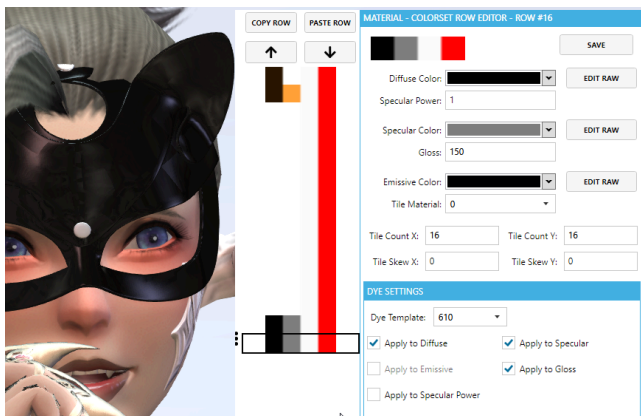 COPY ROW PASTE ROW
MATERIAL - COLORSET ROW EDITOR - ROW #16
SAVE
Diffuse Color: EDIT RAW
Specular Power: 1
Specular Color: EDIT RAW
Gloss: 150
Emissive Color: EDIT RAW
Tile Material: 0
Tile Count X: 16 Tile Count Y: 16
Tile Skew X: 0 Tile Skew Y: 0
DYE SETTINGS
Dye Template: 610
Apply to Diffuse Apply to Specular
Apply to Emissive Apply to Gloss
Apply to Specular Power